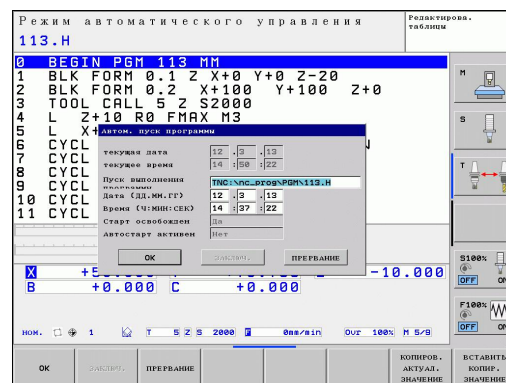 Режим автоматического управления
Редактирова. таблицы
113.H
0 BEGIN PGM 113 MM
1 BLK FORM 0.1 Z X+0 Y+0 Z-20
2 BLK FORM 0.2 X+100 Y+100 Z+0
3 TOOL CALL 5 Z S2000
4 L Z+10 R0 FMAX M3
5 L X+
6 CYCL
7 CYCL
8 CYCL
9 CYCL
10 CYCL
11 CYCL
Автом. пуск программы
текущая дата 12 .3 .13
текущее время 14 :50 :22
Пуск выполнения программы TNC:\nc_prog\PGM\113.H
Дата (ДД.ММ.ГГ) 12 .3 .13
Время (Ч:МИН:СЕК) 14 :37 :22
Старт освобожден Да
Автостарт активен Нет
OK ЗАКЛЮЧ. ПРЕРВАНИЕ
X -10.000
B +0.000 C +0.000
НОМ. 1 T 5 Z S 2000 F 0mm/min Ovr 100% M 5/9
M
S
T
S100%
OFF ON
F100%
OFF ON
OK ЗАКЛЮЧ. ПРЕРВАНИЕ КОПИРОВ. АКТУАЛ. ЗНАЧЕНИЕ ВСТАВИТЬ КОПИР. ЗНАЧЕНИЕ